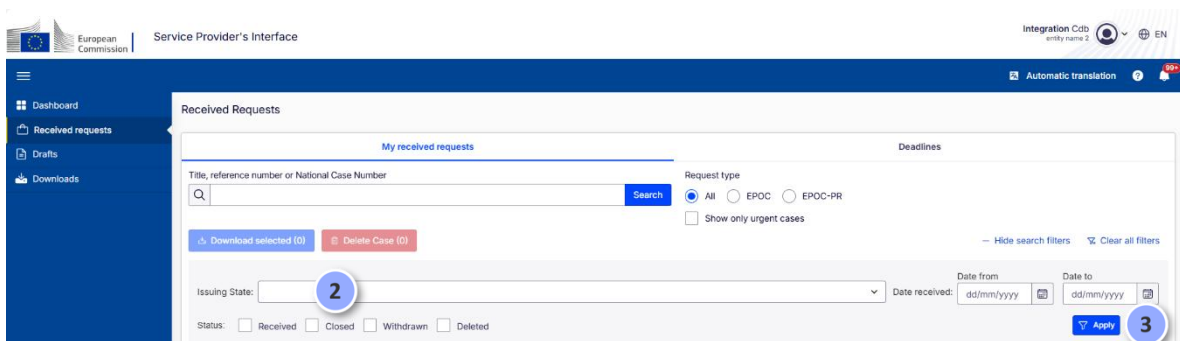 European
Commission
Service Provider's Interface
Integration Cdb
entity name 2
EN
Automatic translation
?
99+
Dashboard
Received requests
Drafts
Downloads
Received Requests
My received requests
Deadlines
Title, reference number or National Case Number
Search
Request type
All EPOC EPOC-PR
Show only urgent cases
Download selected (0) Delete Case (0)
Hide search filters Clear all filters
Issuing State:
2
Date received:
Date from
dd/mm/yyyy
Date to
dd/mm/yyyy
Status: Received Closed Withdrawn Deleted
Apply
3